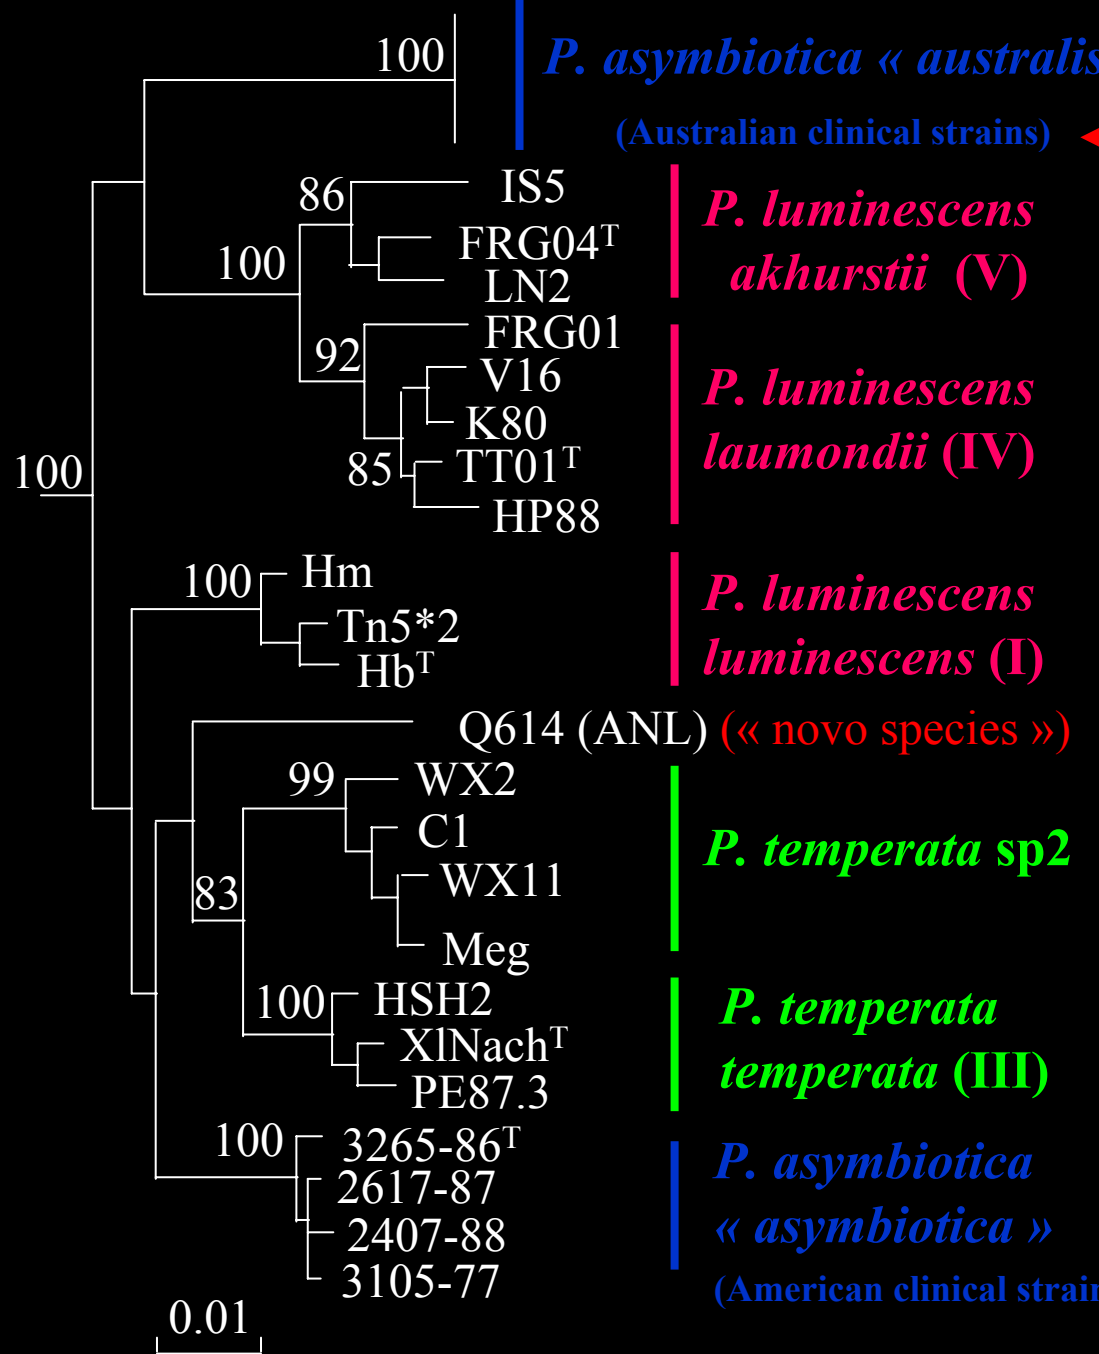 100
P. asymbiotica « australis
(Australian clinical strains)
86
IS5
P. luminescens
FRG04ᵀ
100
akhurstii (V)
LN2
FRG01
92
V16
P. luminescens
K80
laumondii (IV)
100
85
TT01ᵀ
HP88
Hm
100
P. luminescens
Tn5*2
luminescens (I)
Hbᵀ
Q614 (ANL) (« novo species »)
99
WX2
C1
P. temperata sp2
WX11
83
Meg
100
HSH2
P. temperata
XlNachᵀ
temperata (III)
PE87.3
100
3265-86ᵀ
P. asymbiotica
2617-87
2407-88
« asymbiotica »
3105-77
(American clinical strain
0.01